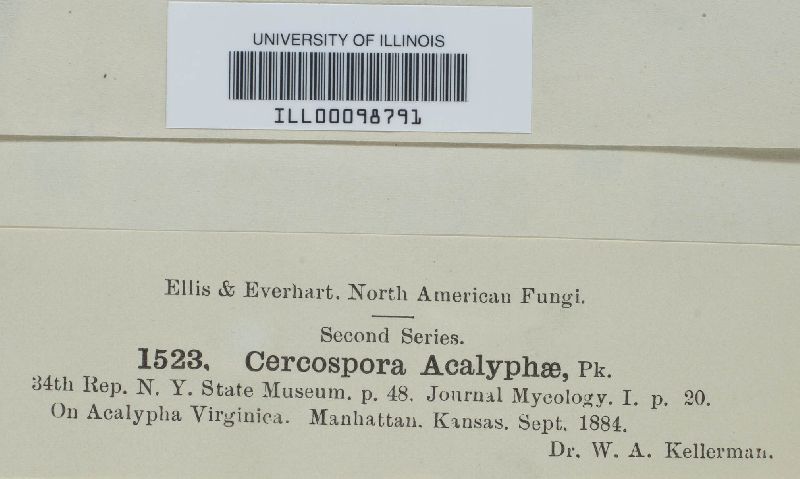 UNIVERSITY OF ILLINOIS
ILL00098791
Ellis & Everhart. North American Fungi.
Second Series.
1523. Cercospora Acalyphæ, Pk.
34th Rep. N. Y. State Museum. p. 48. Journal Mycology. I. p. 20.
On Acalypha Virginica. Manhattan. Kansas. Sept. 1884.
Dr. W. A. Kellerman.